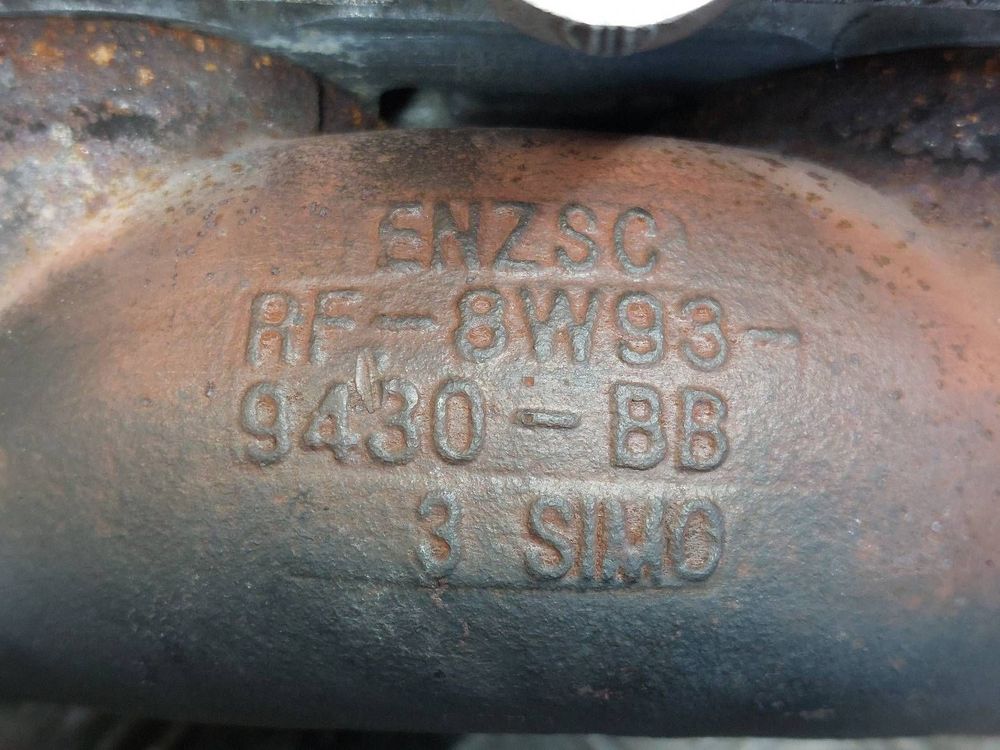 ENZSC
RF-8W93-
9430-BB
3 SIMO